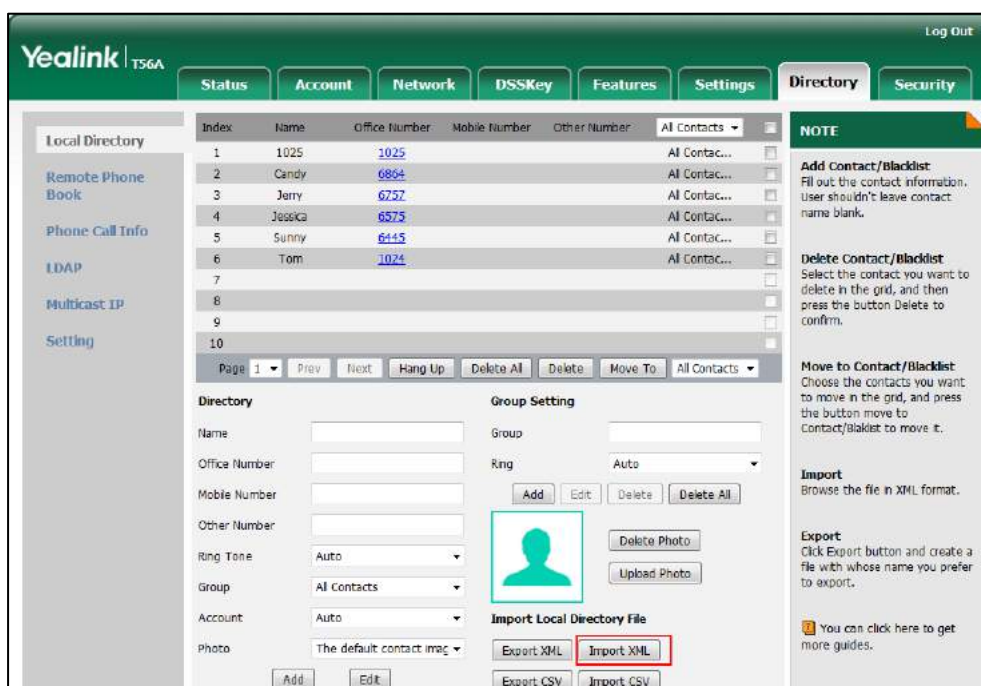 Log Out
Yealink T56A
Status Account Network DSSKey Features Settings Directory Security
Local Directory
Remote Phone
Book
Phone Call Info
LDAP
Multicast IP
Setting
Index Name Office Number Mobile Number Other Number All Contacts
1 1025 1025 All Contac...
2 Candy 6864 All Contac...
3 Jerry 6757 All Contac...
4 Jessica 6575 All Contac...
5 Sunny 6445 All Contac...
6 Tom 1024 All Contac...
7
8
9
10
Page 1 Prev Next Hang Up Delete All Delete Move To All Contacts
Directory
Name
Office Number
Mobile Number
Other Number
Ring Tone Auto
Group All Contacts
Account Auto
Photo The default contact imag
Add Edit
Group Setting
Group
Ring Auto
Add Edit Delete Delete All
Delete Photo
Upload Photo
Import Local Directory File
Export XML Import XML
Export CSV Import CSV
NOTE
Add Contact/Blacklist
Fill out the contact information.
User shouldn't leave contact
name blank.
Delete Contact/Blacklist
Select the contact you want to
delete in the grid, and then
press the button Delete to
confirm.
Move to Contact/Blacklist
Choose the contacts you want
to move in the grid, and press
the button move to
Contact/Blaklist to move it.
Import
Browse the file in XML format.
Export
Click Export button and create a
file with whose name you prefer
to export.
You can click here to get
more guides.